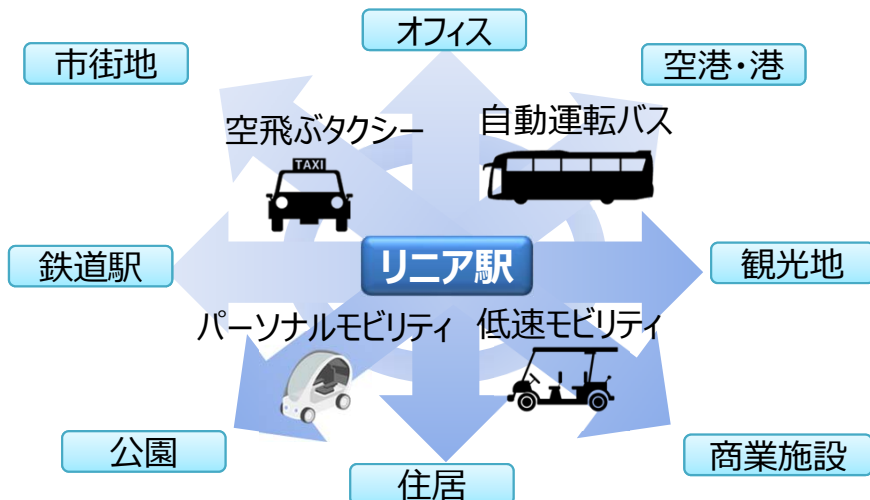 オフィス
市街地
空港・港
空飛ぶタクシー
自動運転バス
TAXI
鉄道駅
リニア駅
観光地
パーソナルモビリティ
低速モビリティ
公園
商業施設
住居